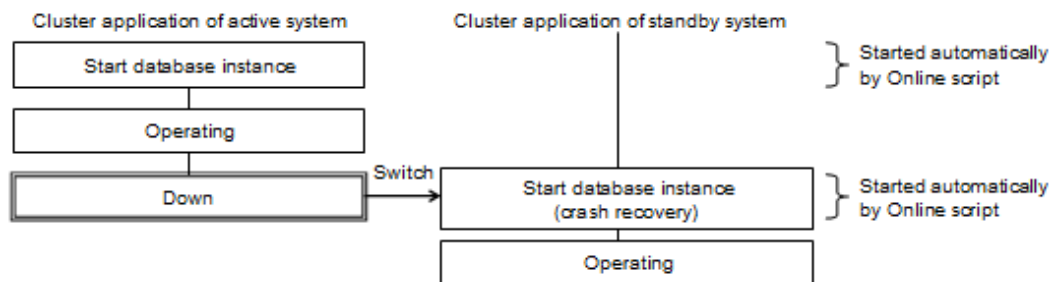 Cluster application of active system
Cluster application of standby system
Start database instance
Started automatically
by Online script
Operating
Switch
Down
Start database instance
(crash recovery)
Started automatically
by Online script
Operating